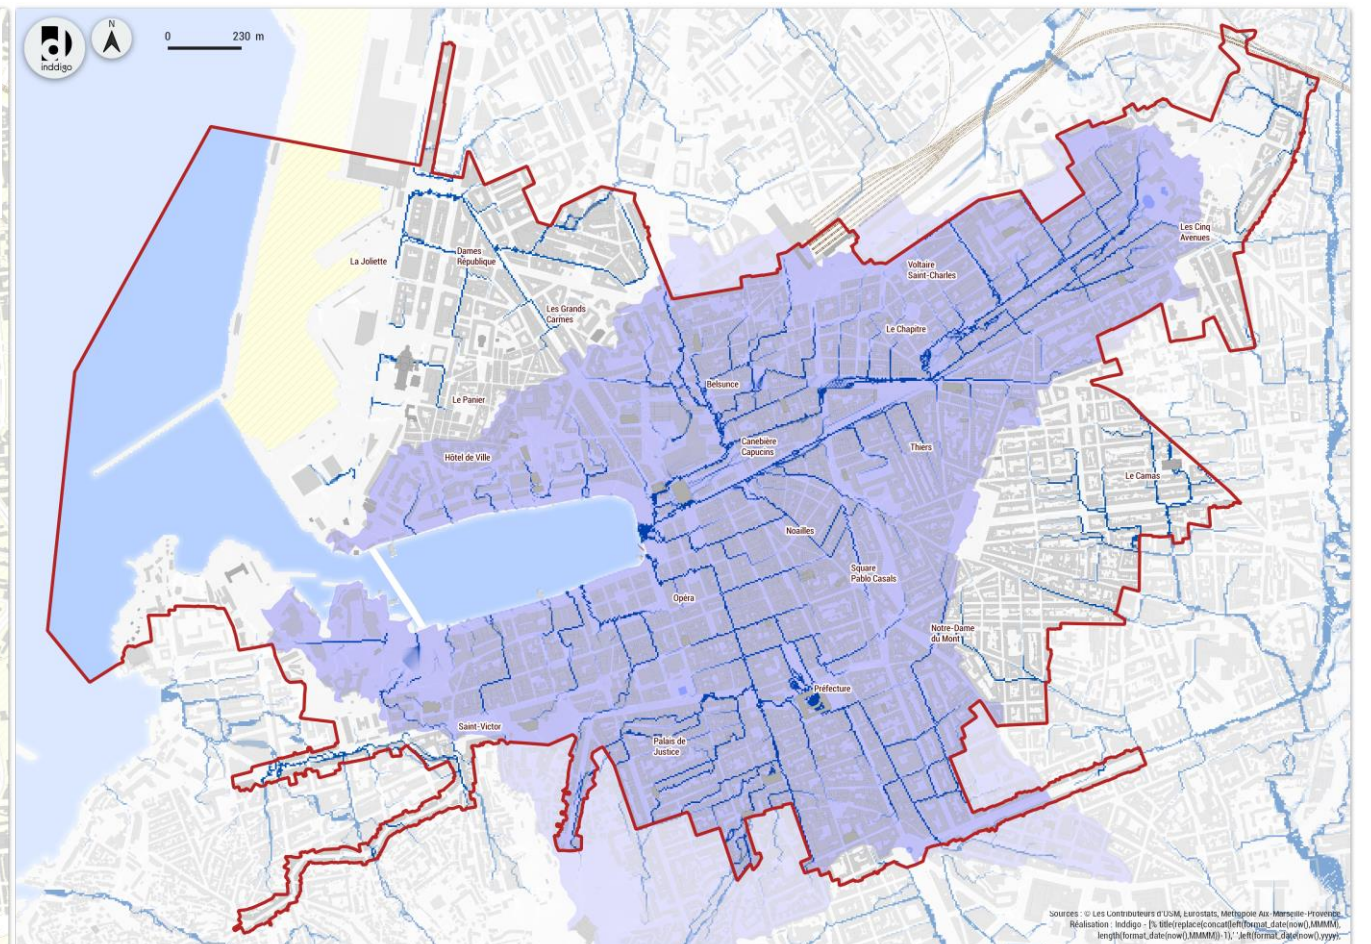 inddigo
N
0 230 m
La Joliette
Dames
République
Les Grands
Carmes
Le Panier
Hôtel de Ville
Belsunce
Voltaire
Saint-Charles
Le Chapitre
Les Cinq
Avenues
Canebière
Capucins
Thiers
Le Camas
Noailles
Square
Pablo Casals
Opéra
Notre-Dame
du Mont
Préfecture
Saint-Victor
Palais de
Justice
Sources : © Les Contributeurs d'OSM, Eurostats, Métropole Aix-Marseille-Provence
Réalisation : Inddigo - [% title(replace(concat(left(format_date(now(),MMMM),
length(format_date(now(),MMMM))-1),' ',left(format_date(now(),yyyy),